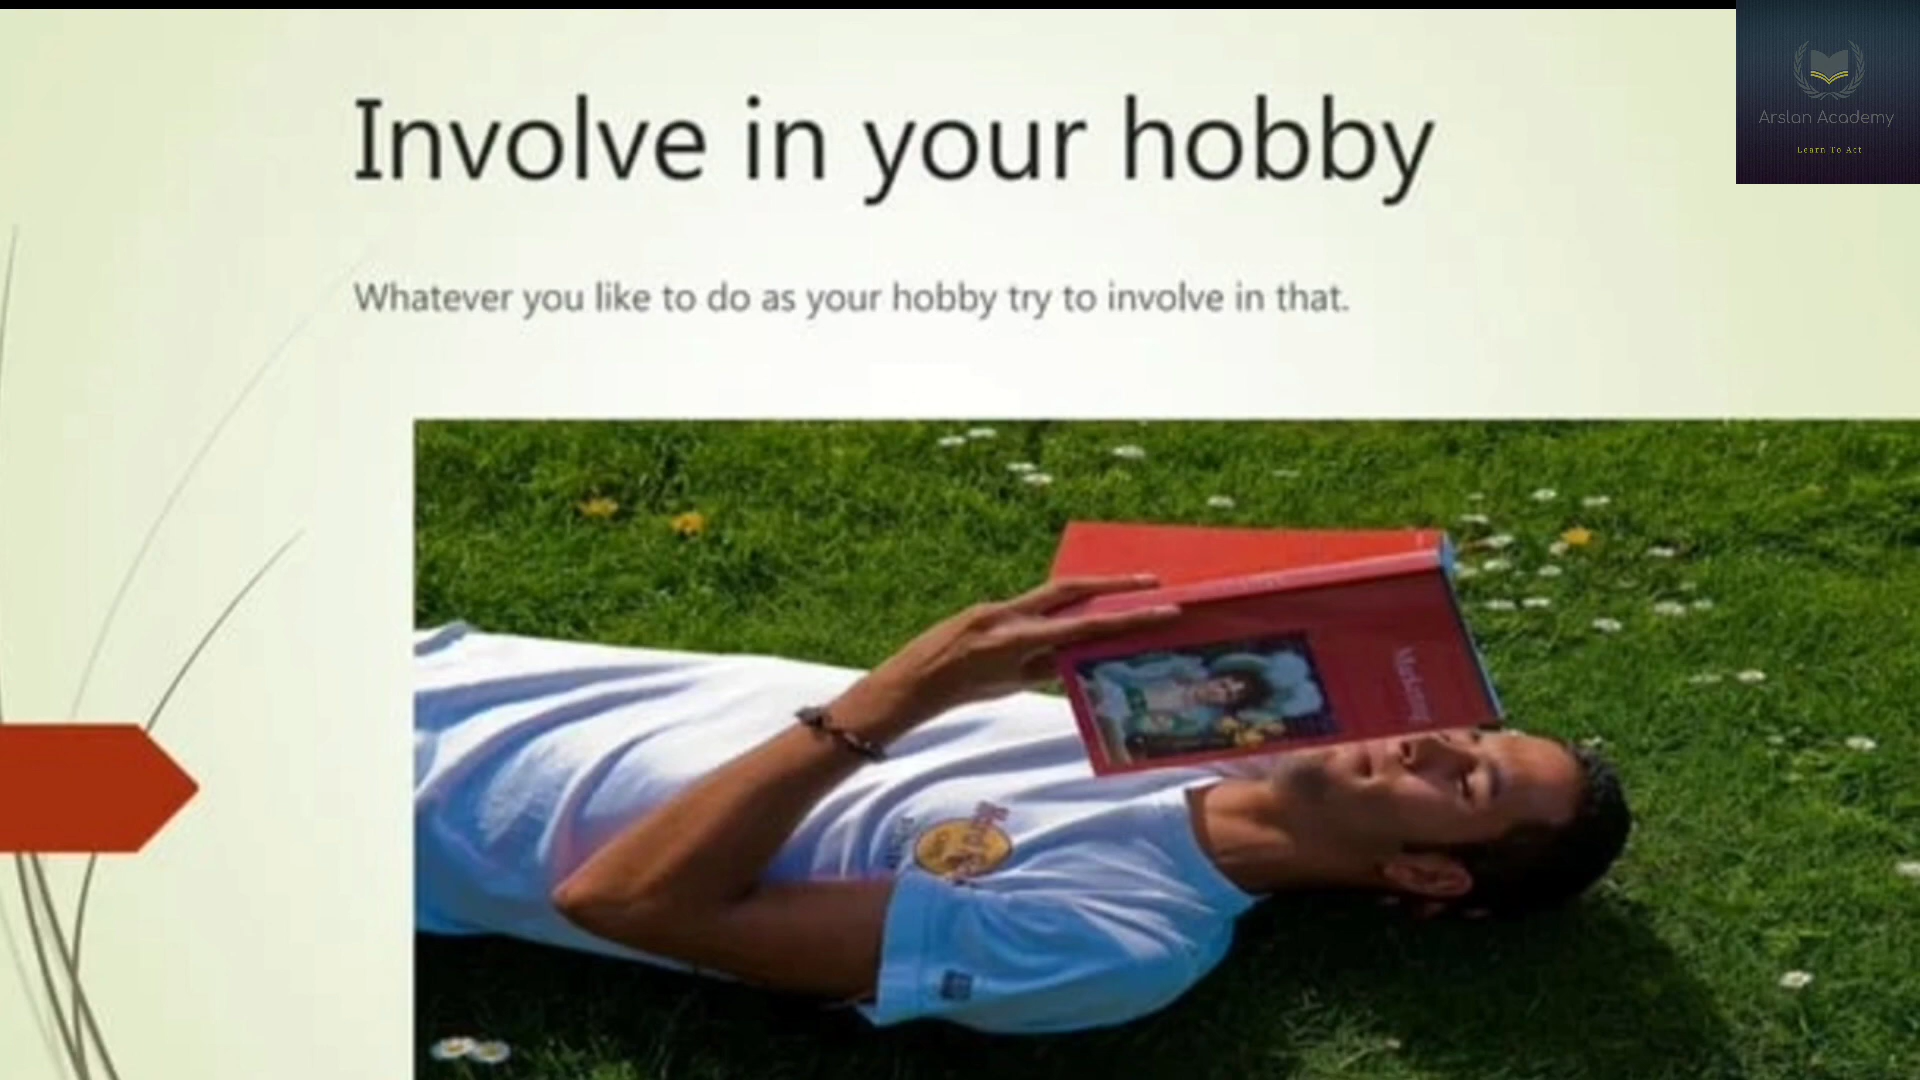 Involve in your hobby
Arslan Academy
Learn To Act
Whatever you like to do as your hobby try to involve in that.
Making